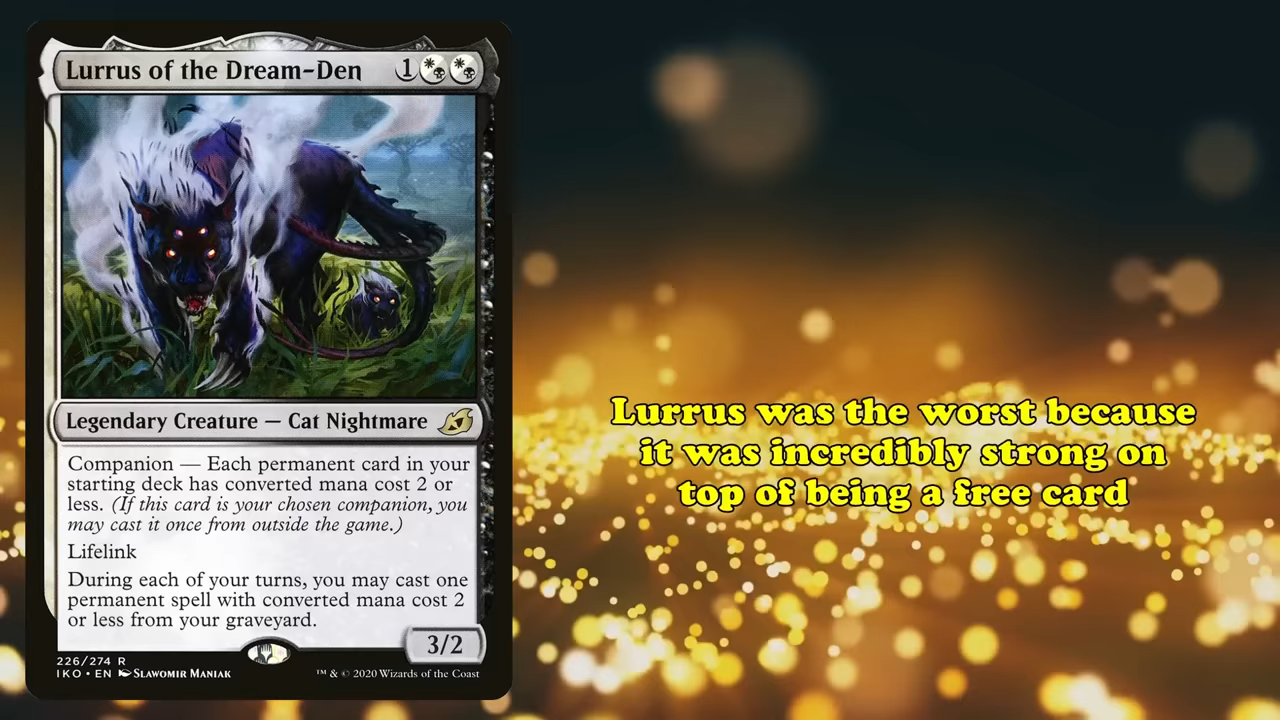 Lurrus of the Dream-Den 1
Companion — Each permanent card in your
starting deck has converted mana cost 2 or
less. (If this card is your chosen companion, you
may cast it once from outside the game.)
Lifelink
During each of your turns, you may cast one
permanent spell with converted mana cost 2
or less from your graveyard.
Legendary Creature — Cat Nightmare
3/2
226/274 R
IKO • EN Slawomir Maniak
™ & © 2020 Wizards of the Coast
Lurrus was the worst because
it was incredibly strong on
top of being a free card